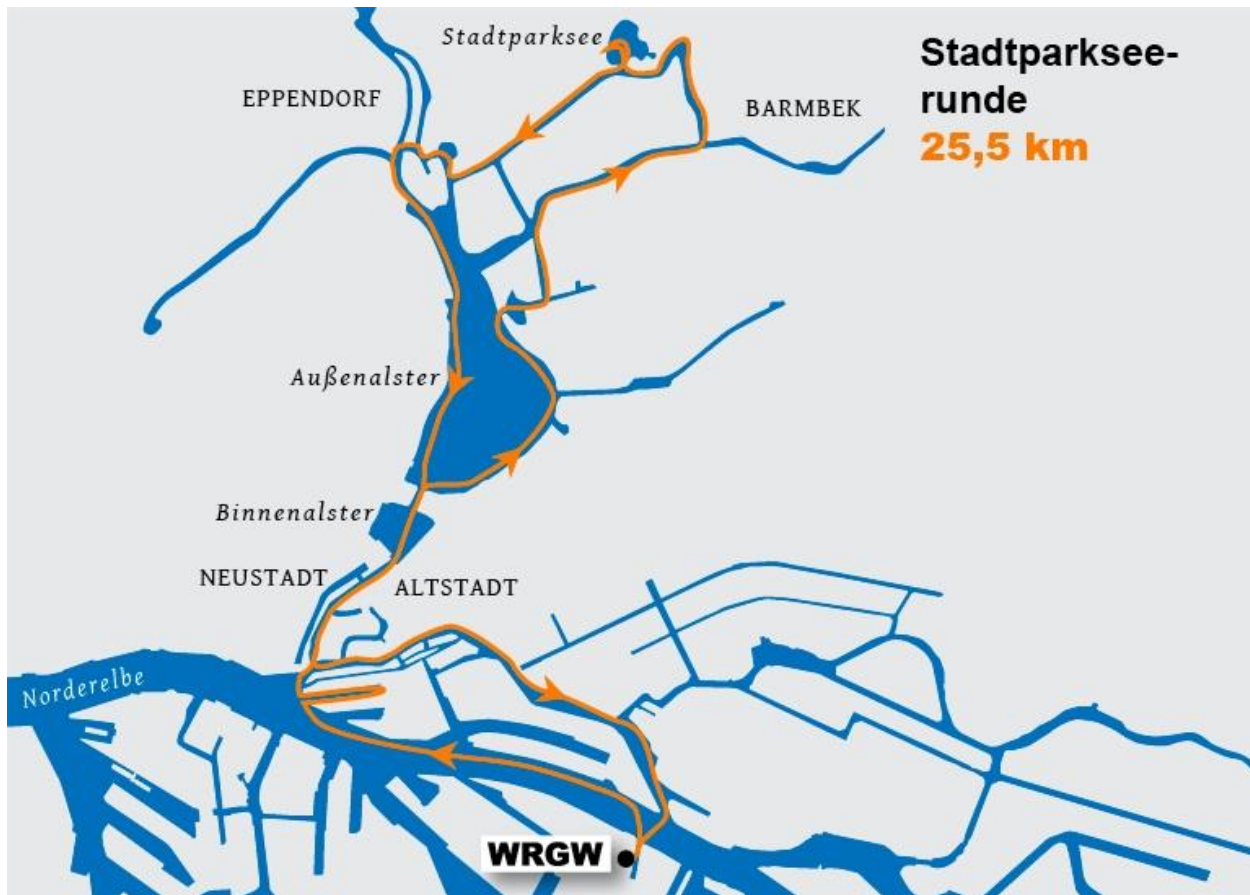 Stadtparksee
Stadtparksee-
runde
25,5 km
EPPENDORF
BARMBEK
Außenalster
Binnenalster
NEUSTADT
ALTSTADT
Norderelbe
WRGW